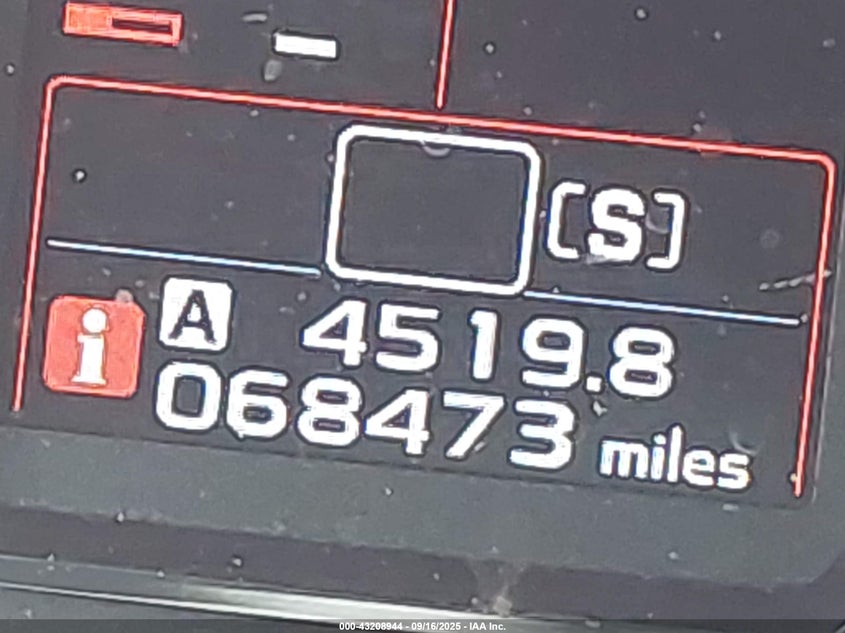 [S]
i A 4519.8
068473 miles
000-43208944 - 09/16/2025 - IAA Inc.